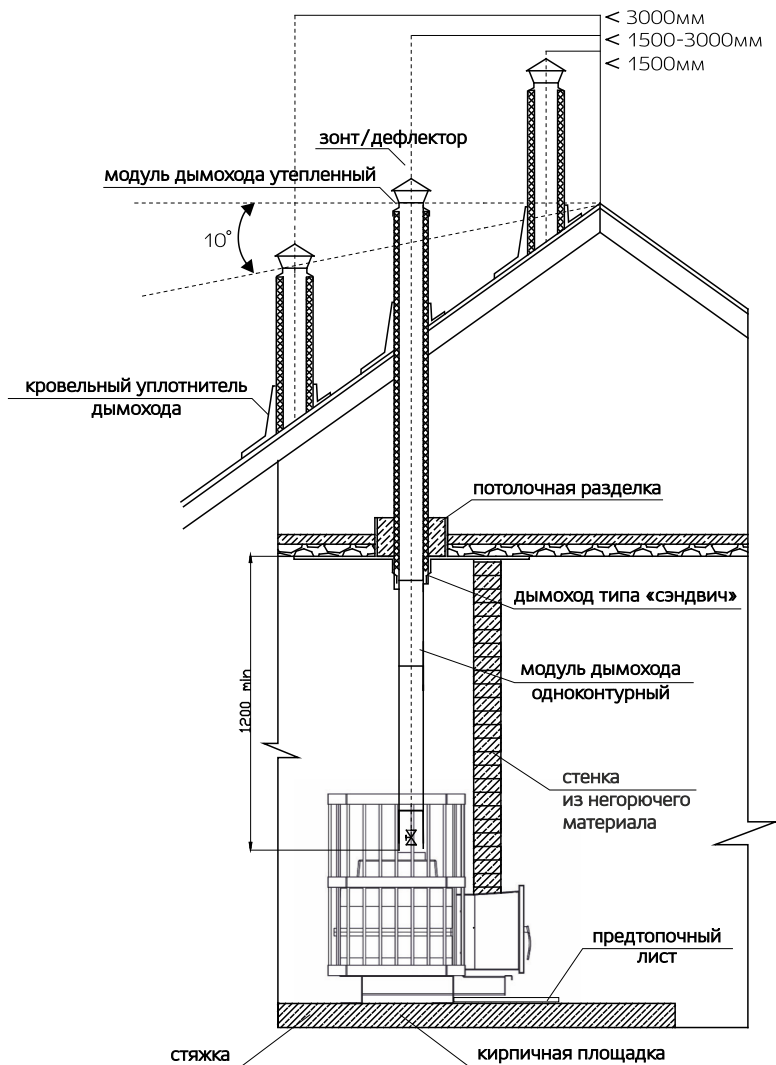 < 3000мм
< 1500-3000мм
< 1500мм
зонт/дефлектор
модуль дымохода утепленный
10°
кровельный уплотнитель
дымохода
потолочная разделка
дымоход типа «сэндвич»
модуль дымохода
одноконтурный
1200 min
стенка
из негорючего
материала
предтопочный
лист
стяжка
кирпичная площадка